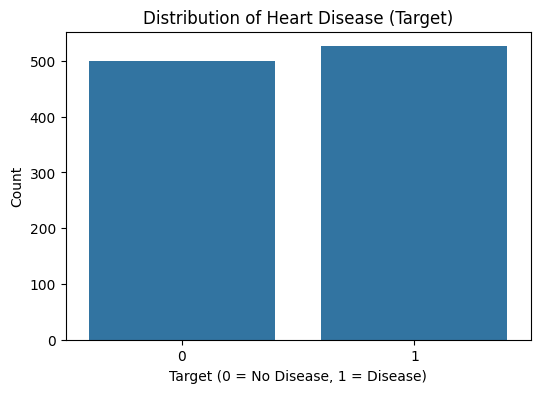 Distribution of Heart Disease (Target)
Count
500
400
300
200
100
0
0 1
Target (0 = No Disease, 1 = Disease)